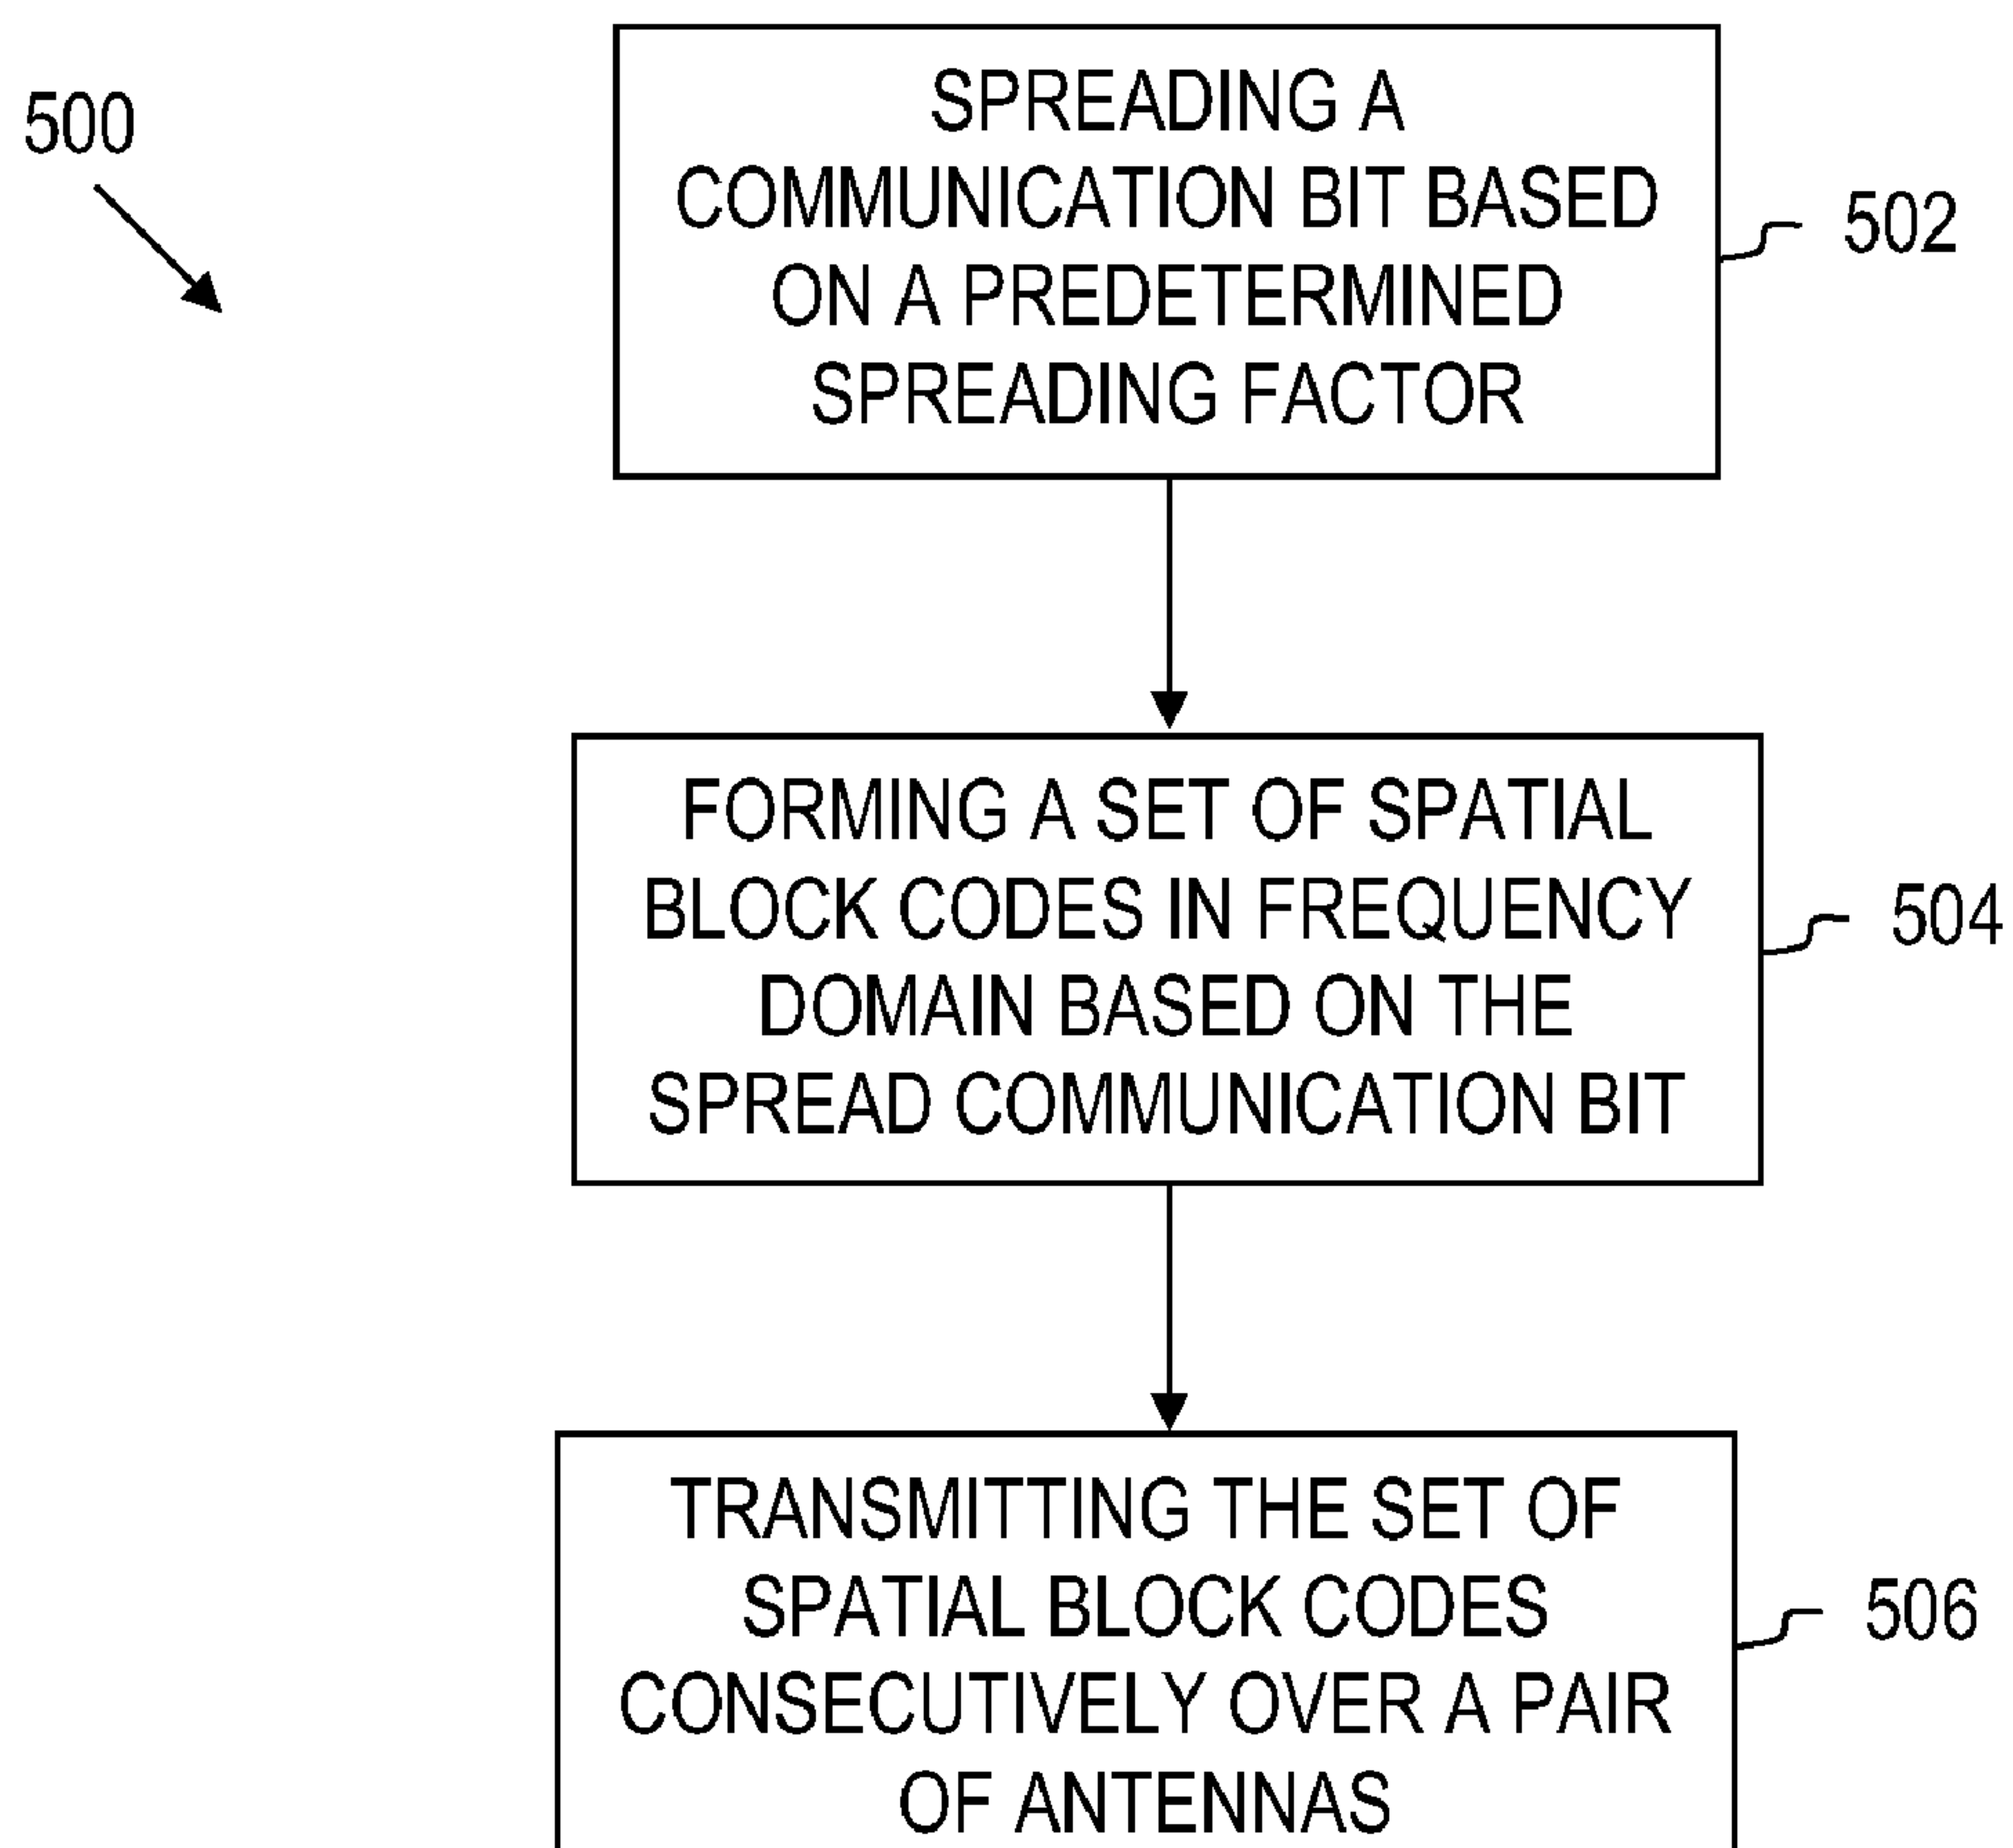 500
SPREADING A
COMMUNICATION BIT BASED
ON A PREDETERMINED
SPREADING FACTOR
502
FORMING A SET OF SPATIAL
BLOCK CODES IN FREQUENCY
DOMAIN BASED ON THE
SPREAD COMMUNICATION BIT
504
TRANSMITTING THE SET OF
SPATIAL BLOCK CODES
CONSECUTIVELY OVER A PAIR
OF ANTENNAS
506